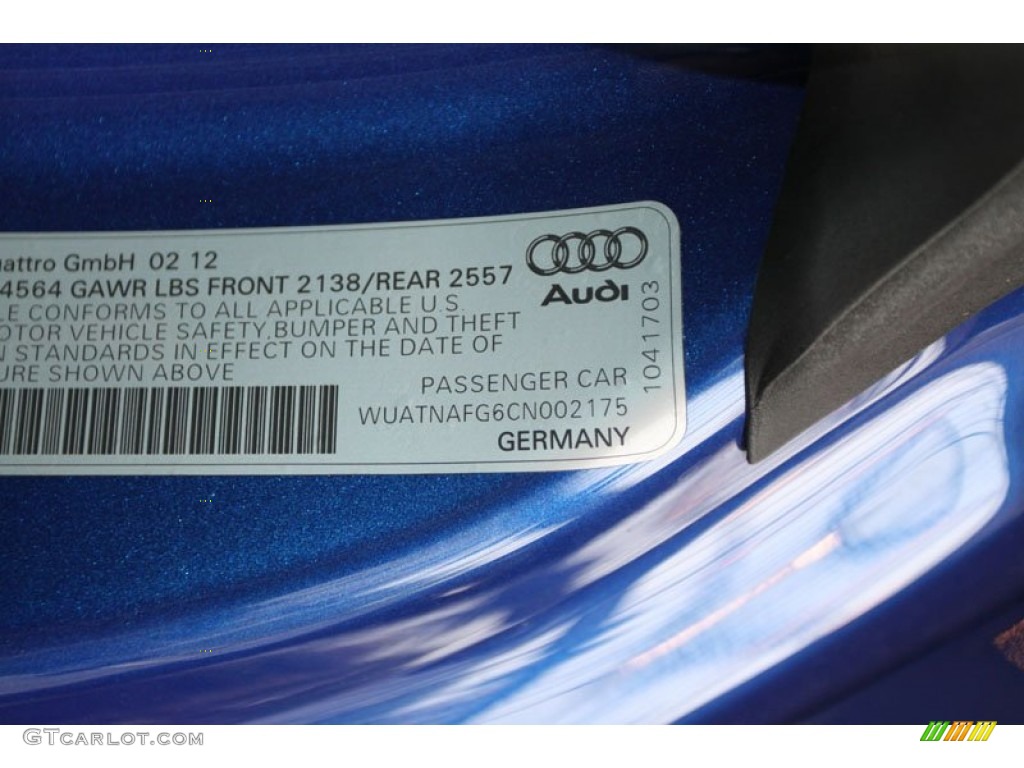 uattro GmbH 02 12
4564 GAWR LBS FRONT 2138/REAR 2557
LE CONFORMS TO ALL APPLICABLE U.S.
OTOR VEHICLE SAFETY,BUMPER AND THEFT
N STANDARDS IN EFFECT ON THE DATE OF
URE SHOWN ABOVE
Audi
10411703
PASSENGER CAR
WUATNAFG6CN002175
GERMANY
GTCARLOT.COM